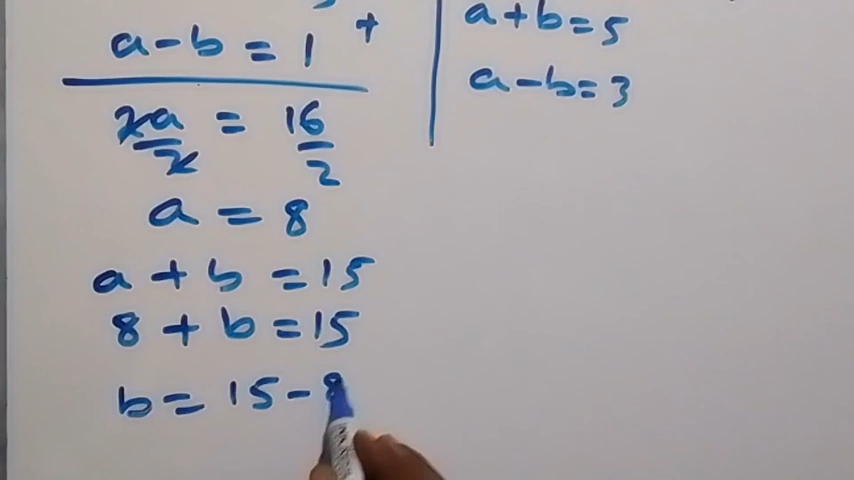 a - b = 1 +
2a/2 = 16/2
a = 8
a + b = 15
8 + b = 15
b = 15 - 8
a + b = 5
a - b = 3